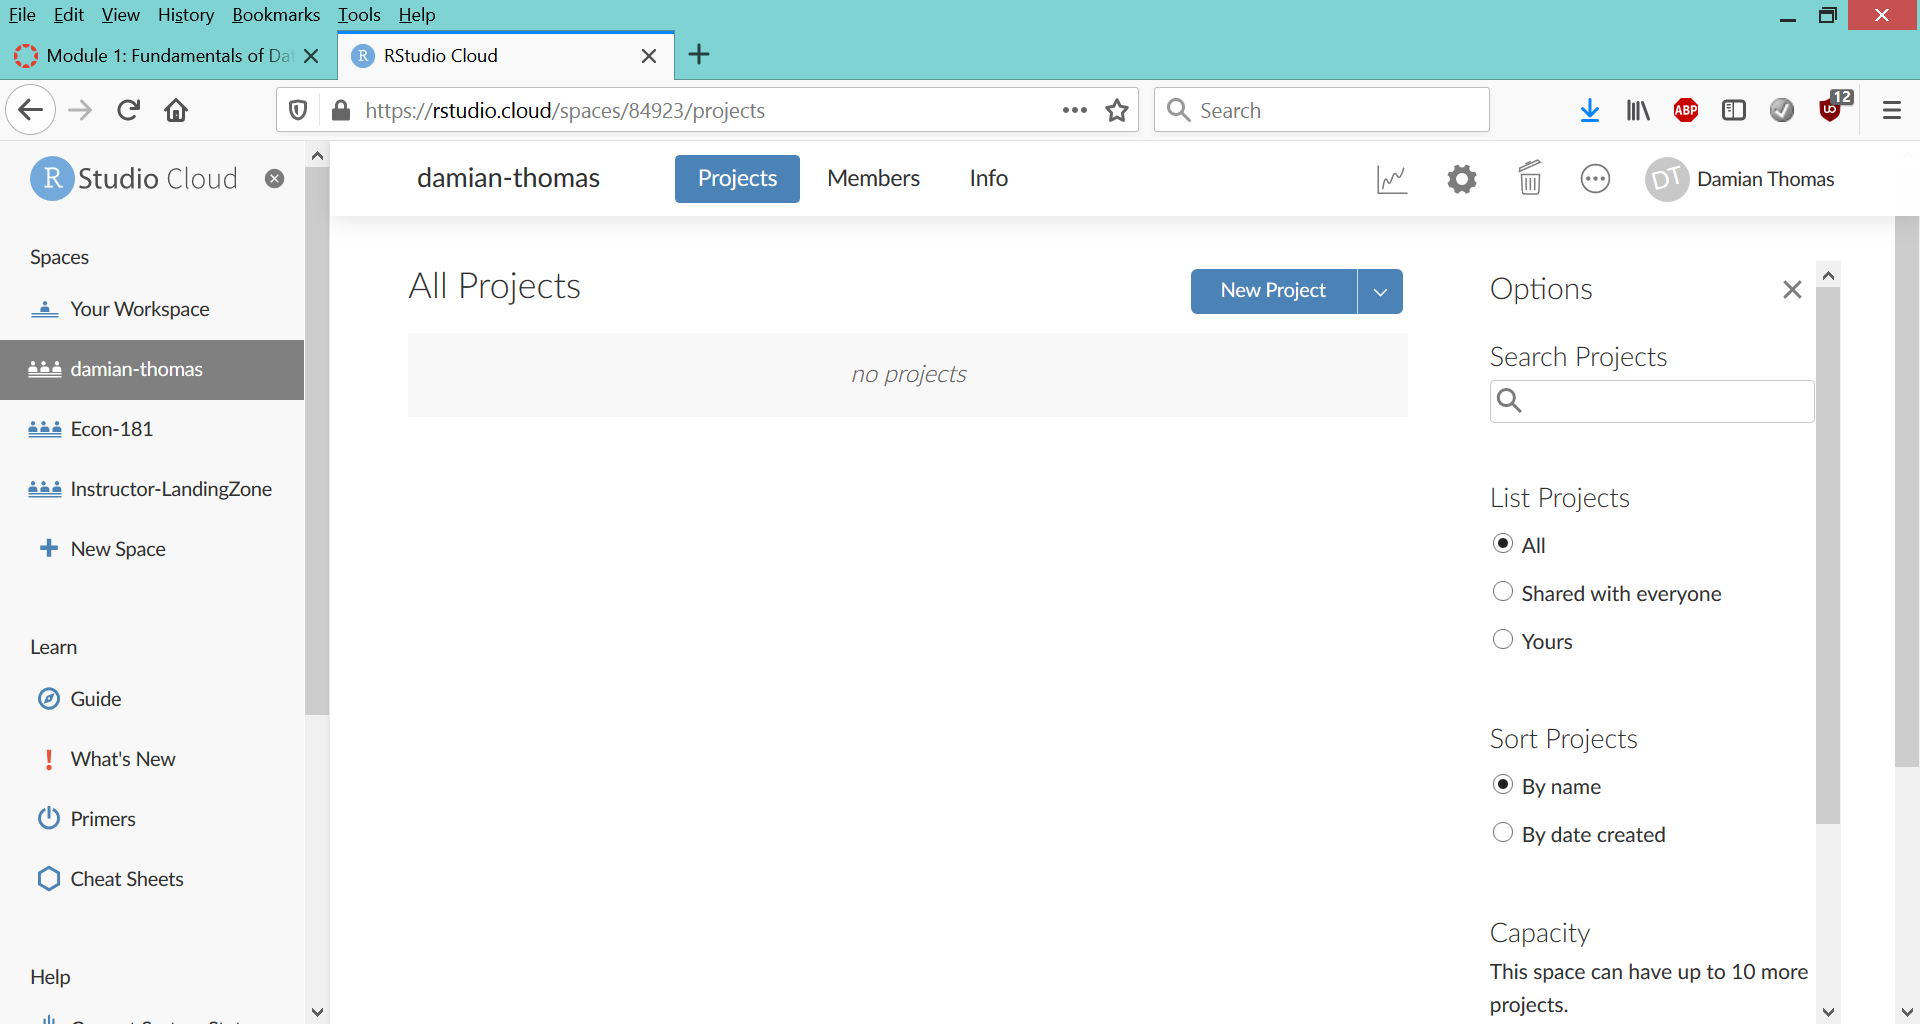 File Edit View History Bookmarks Tools Help
Module 1: Fundamentals of Dat
RStudio Cloud
https://rstudio.cloud/spaces/84923/projects
Search
ABP
12
R Studio Cloud
damian-thomas
Projects
Members
Info
DT
Damian Thomas
Spaces
Your Workspace
damian-thomas
Econ-181
Instructor-LandingZone
New Space
Learn
Guide
What's New
Primers
Cheat Sheets
Help
All Projects
New Project
no projects
Options
Search Projects
List Projects
All
Shared with everyone
Yours
Sort Projects
By name
By date created
Capacity
This space can have up to 10 more
projects.